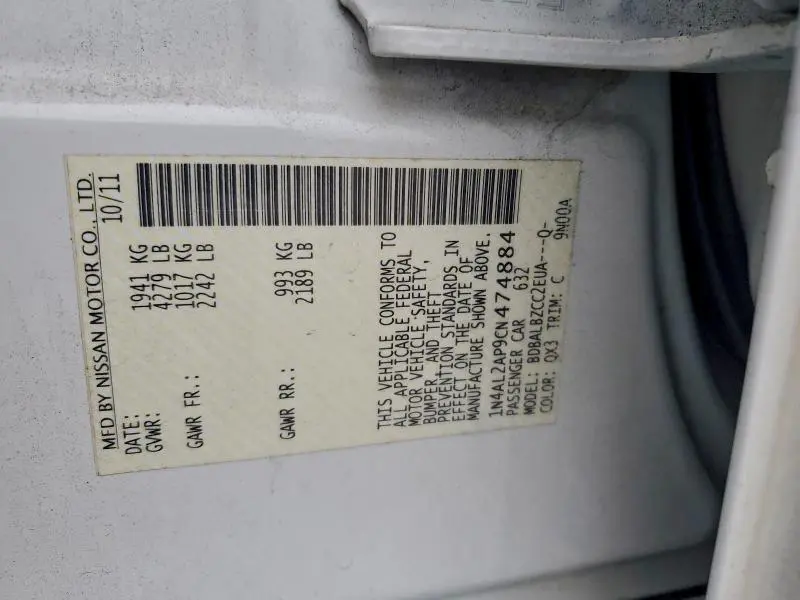 MFD BY NISSAN MOTOR CO., LTD.
DATE: 10/11
GVWR: 1941 KG
4279 LB
GAWR FR.: 1017 KG
2242 LB
GAWR RR.: 993 KG
2189 LB
THIS VEHICLE CONFORMS TO
ALL APPLICABLE FEDERAL
MOTOR VEHICLE SAFETY,
BUMPER, AND THEFT
PREVENTION STANDARDS IN
EFFECT ON THE DATE OF
MANUFACTURE SHOWN ABOVE.
1N4AL2AP9CN474884
PASSENGER CAR 632
MODEL: BDBALBZCC2EUA---Q-
COLOR: QX3 TRIM: C 9N00A